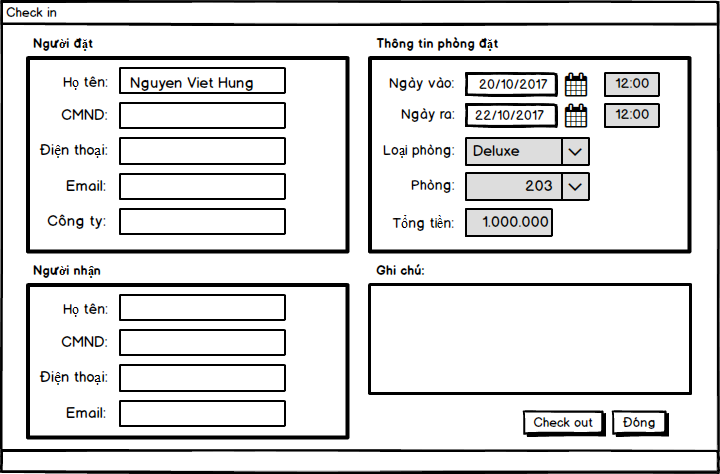 Check in
Người đặt
Họ tên: Nguyen Viet Hung
CMND:
Điện thoại:
Email:
Công ty:
Thông tin phòng đặt
Ngày vào: 20/10/2017 12:00
Ngày ra: 22/10/2017 12:00
Loại phòng: Deluxe
Phòng: 203
Tổng tiền: 1.000.000
Người nhận
Họ tên:
CMND:
Điện thoại:
Email:
Ghi chú:
Check out Đóng